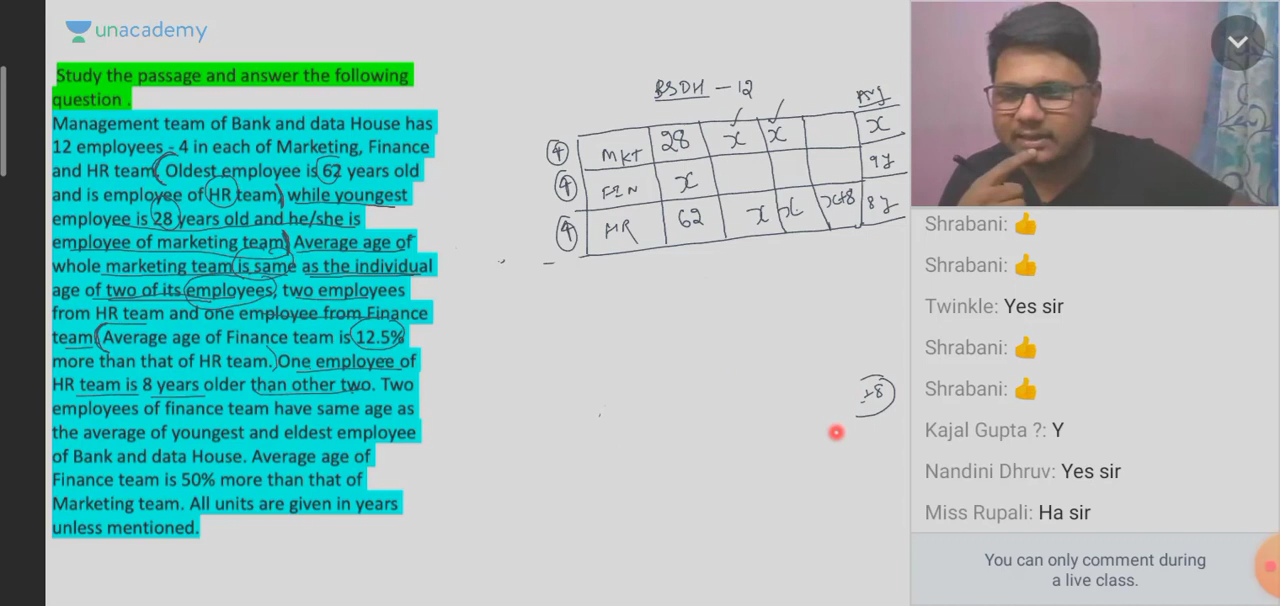 unacademy
Study the passage and answer the following
question .
Management team of Bank and data House has
12 employees - 4 in each of Marketing, Finance
and HR team. Oldest employee is 62 years old
and is employee of HR team, while youngest
employee is 28 years old and he/she is
employee of marketing team. Average age of
whole marketing team is same as the individual
age of two of its employees, two employees
from HR team and one employee from Finance
team. Average age of Finance team is 12.5%
more than that of HR team. One employee of
HR team is 8 years older than other two. Two
employees of finance team have same age as
the average of youngest and eldest employee
of Bank and data House. Average age of
Finance team is 50% more than that of
Marketing team. All units are given in years
unless mentioned.
BSDH - 12
Avg
4 MKT 28 x x x
4 FIN x 9y
4 HR 62 x x x+8 8y
+8
Shrabani: 👍
Shrabani: 👍
Twinkle: Yes sir
Shrabani: 👍
Shrabani: 👍
Kajal Gupta ?: Y
Nandini Dhruv: Yes sir
Miss Rupali: Ha sir
You can only comment during
a live class.